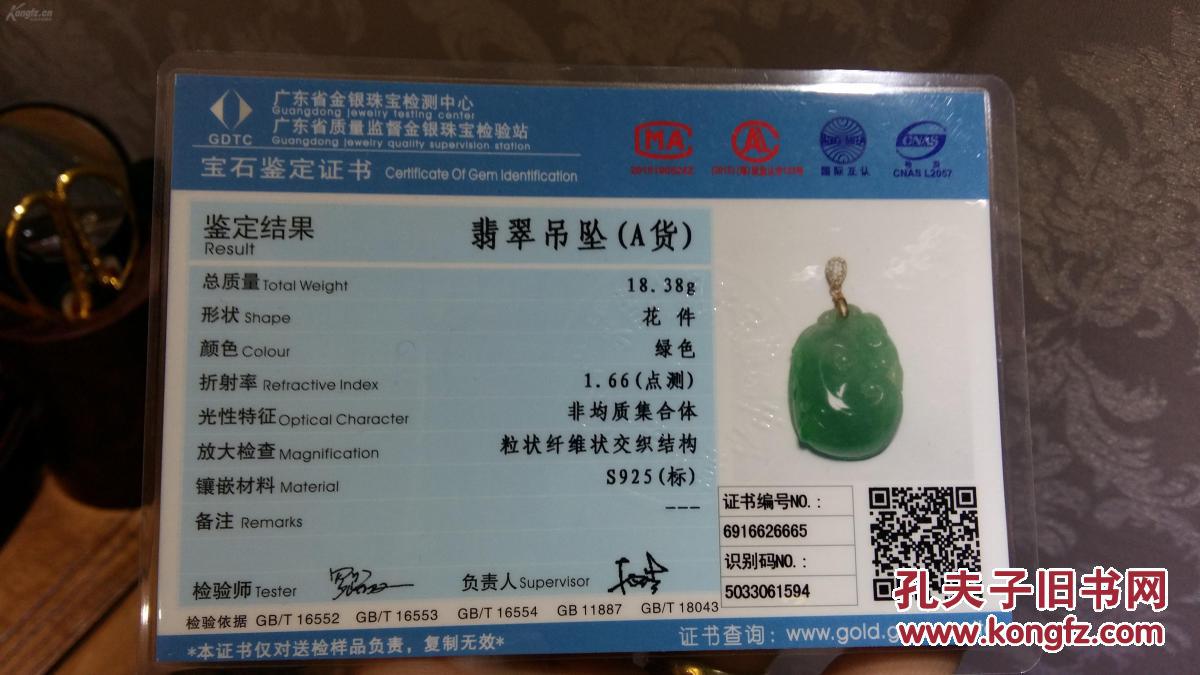 Kongfz.cn
GDTC
广东省金银珠宝检测中心
Guangdong jewelry testing center
广东省质量监督金银珠宝检验站
Guangdong jewelry quality supervision station
宝石鉴定证书 Certificate Of Gem Identification
MA
国际互认
CNAS
CNAS L2057
鉴定结果 翡翠吊坠(A货)
Result
总质量 Total Weight 18.38g
形状 Shape 花 件
颜色 Colour 绿色
折射率 Refractive Index 1.66(点测)
光性特征 Optical Character 非均质集合体
放大检查 Magnification 粒状纤维状交织结构
镶嵌材料 Material S925(标)
备注 Remarks ---
证书编号NO.:
6916626665
识别码NO.:
5033061594
检验师 Tester 负责人 Supervisor
检验依据 GB/T 16552 GB/T 16553 GB/T 16554 GB 11887 GB/T 18043
*本证书仅对送检样品负责，复制无效*
证书查询：www.gold.g
孔夫子旧书网
www.kongfz.com